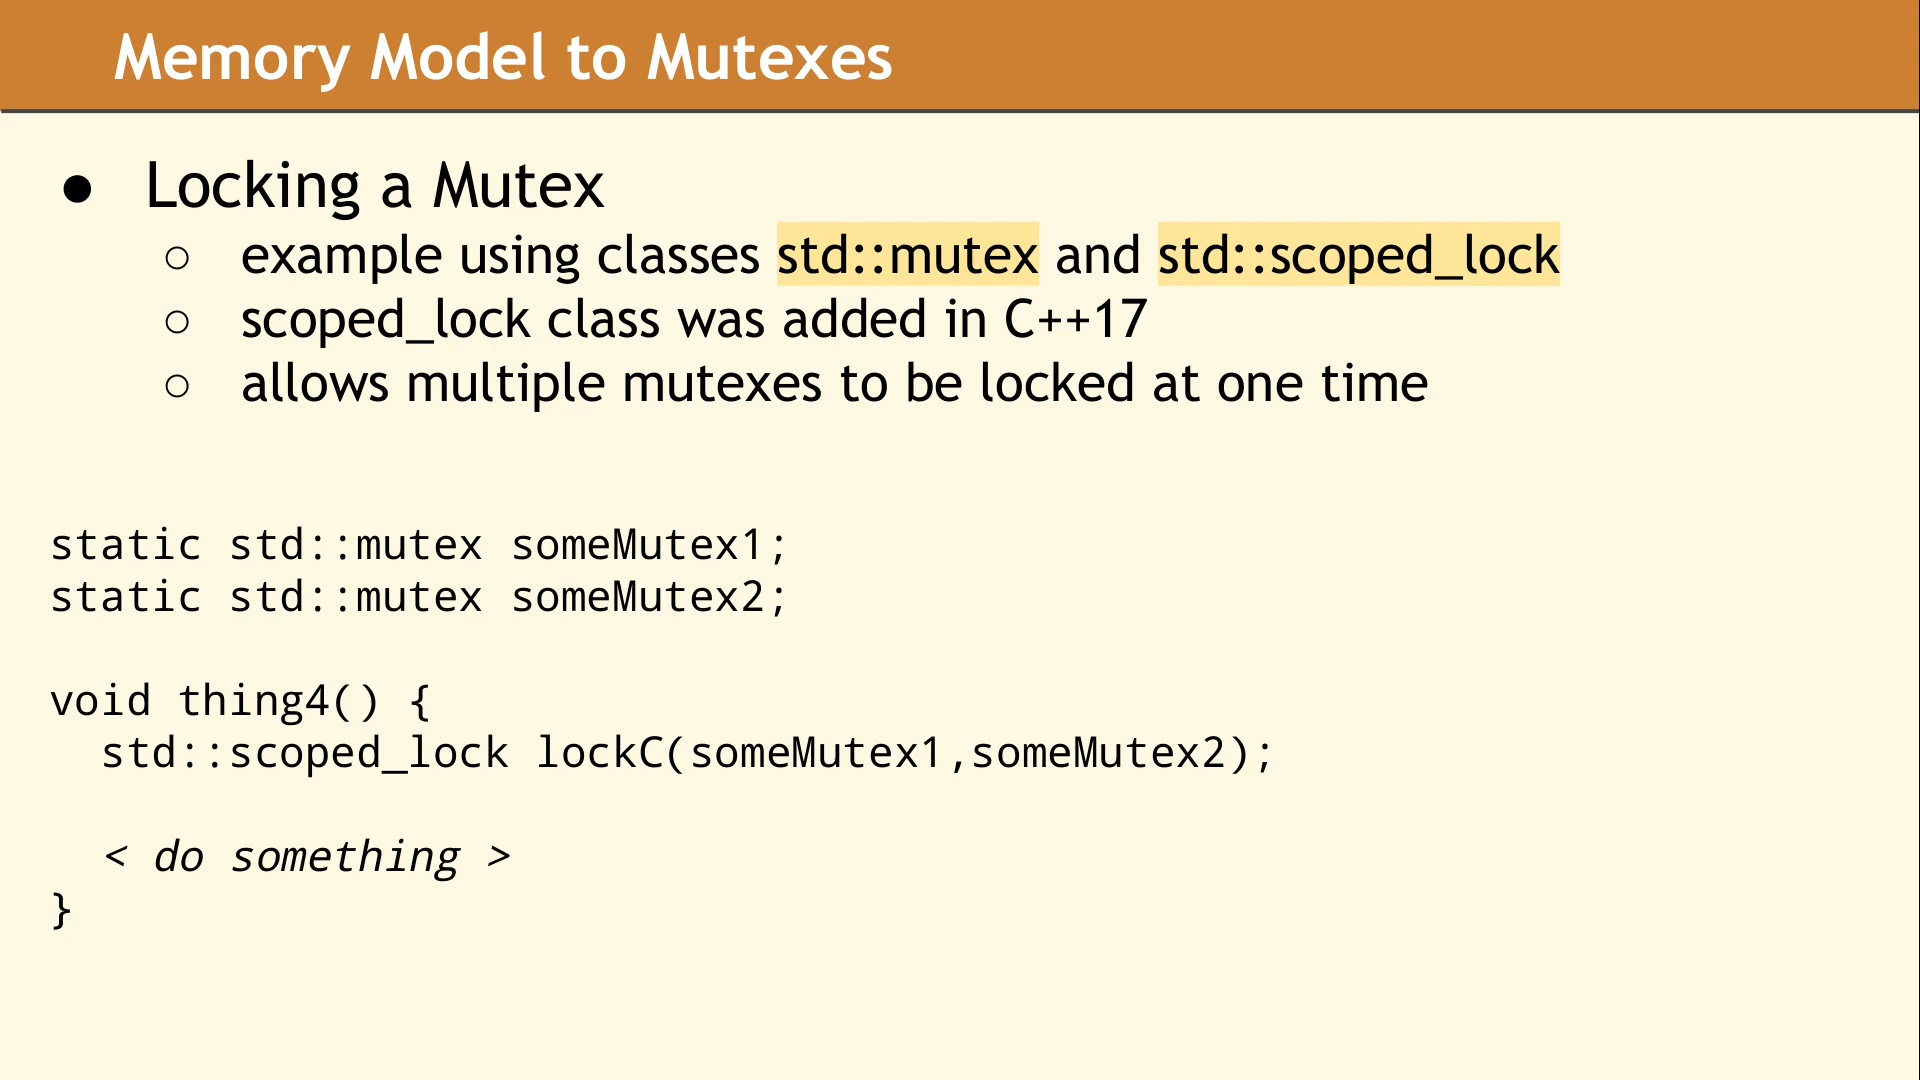 Memory Model to Mutexes
● Locking a Mutex
○ example using classes std::mutex and std::scoped_lock
○ scoped_lock class was added in C++17
○ allows multiple mutexes to be locked at one time
static std::mutex someMutex1;
static std::mutex someMutex2;
void thing4() {
  std::scoped_lock lockC(someMutex1,someMutex2);
  < do something >
}